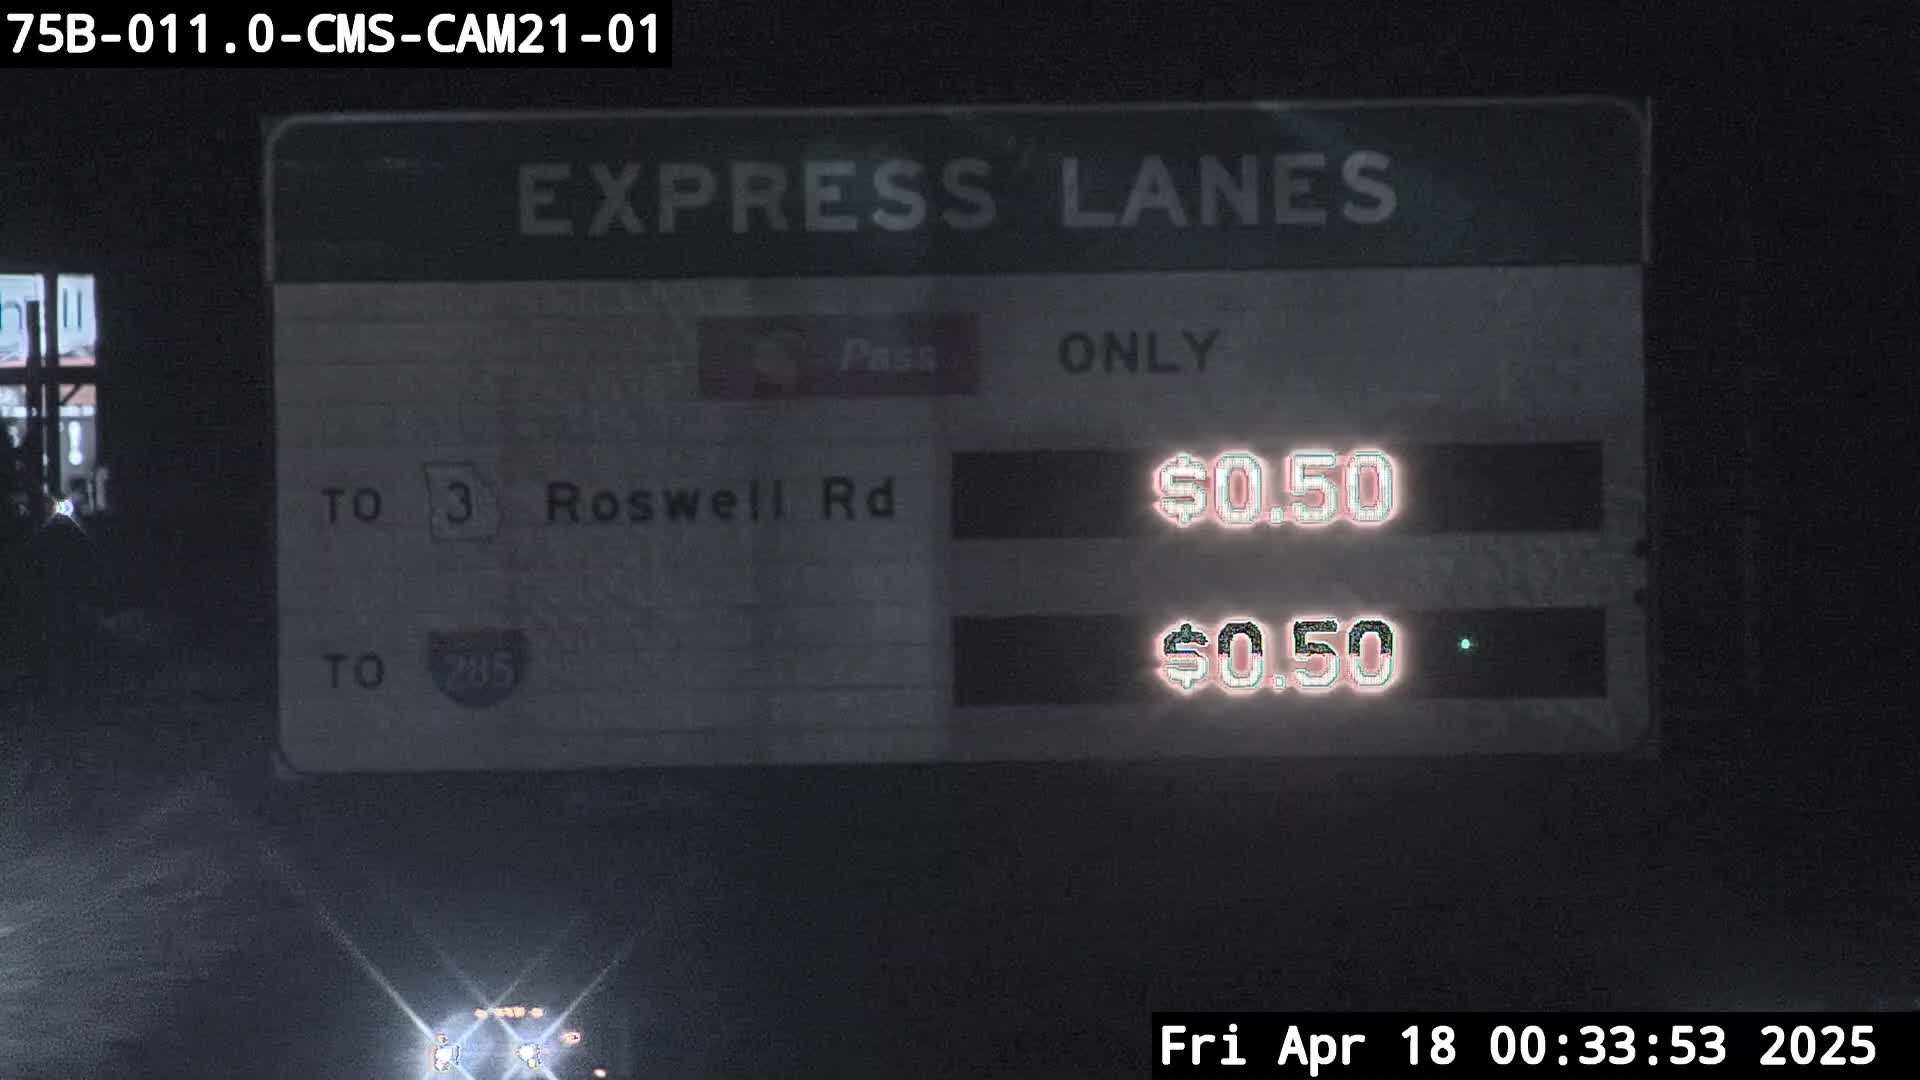 75B-011.0-CMS-CAM21-01
EXPRESS LANES
Pass ONLY
TO 3 Roswell Rd $0.50
TO 285 $0.50
Fri Apr 18 00:33:53 2025